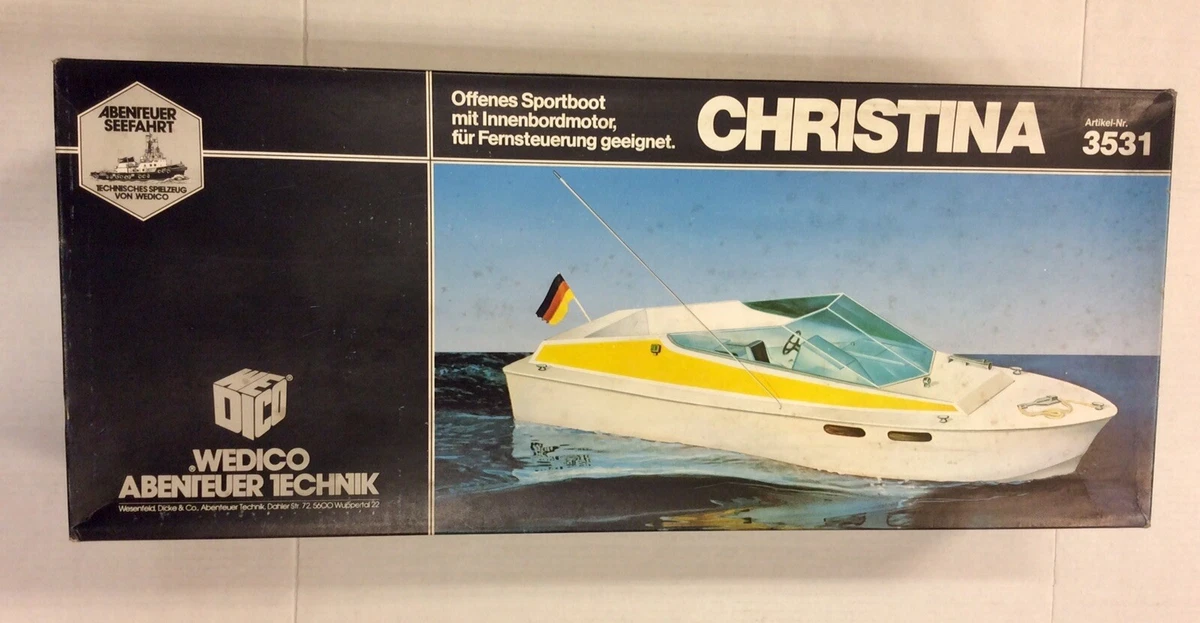 ABENTEUER
SEEFAHRT
TECHNISCHES SPIELZEUG
VON WEDICO
Offenes Sportboot
mit Innenbordmotor,
für Fernsteuerung geeignet.
CHRISTINA
Artikel-Nr.
3531
WEDICO®
®WEDICO
ABENTEUER TECHNIK
Wesenfeld, Dicke & Co., Abenteuer Technik, Dahler Str. 72, 5600 Wuppertal 22